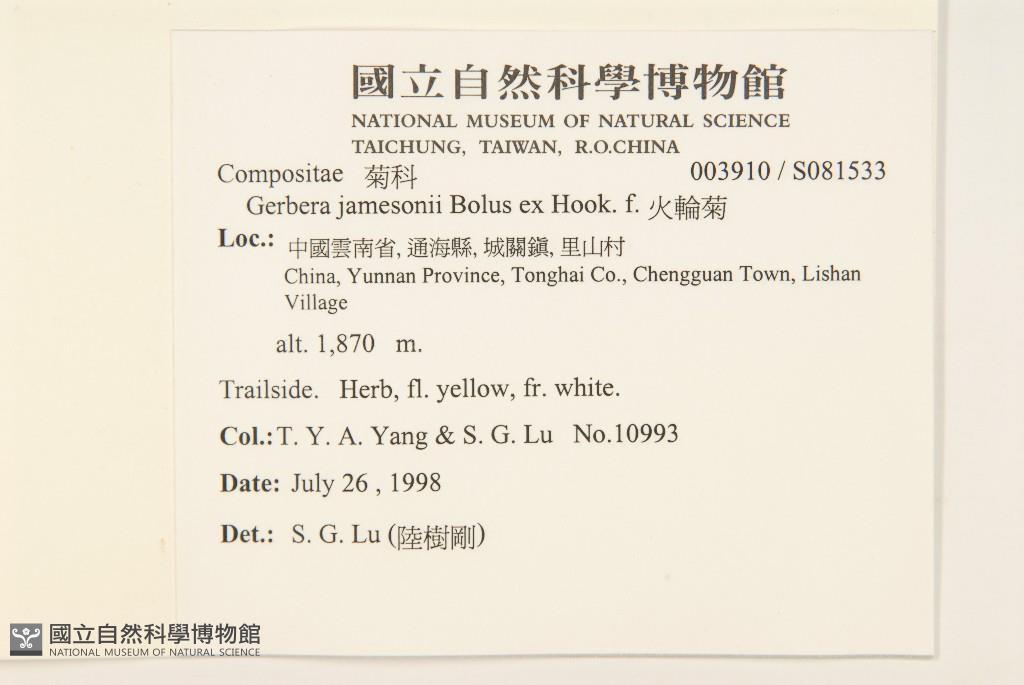 國立自然科學博物館
NATIONAL MUSEUM OF NATURAL SCIENCE
TAICHUNG, TAIWAN, R.O.CHINA
Compositae 菊科 003910 / S081533
Gerbera jamesonii Bolus ex Hook. f. 火輪菊
Loc.: 中國雲南省, 通海縣, 城關鎮, 里山村
China, Yunnan Province, Tonghai Co., Chengguan Town, Lishan
Village
alt. 1,870 m.
Trailside. Herb, fl. yellow, fr. white.
Col.: T. Y. A. Yang & S. G. Lu No.10993
Date: July 26 , 1998
Det.: S. G. Lu (陸樹剛)
國立自然科學博物館
NATIONAL MUSEUM OF NATURAL SCIENCE